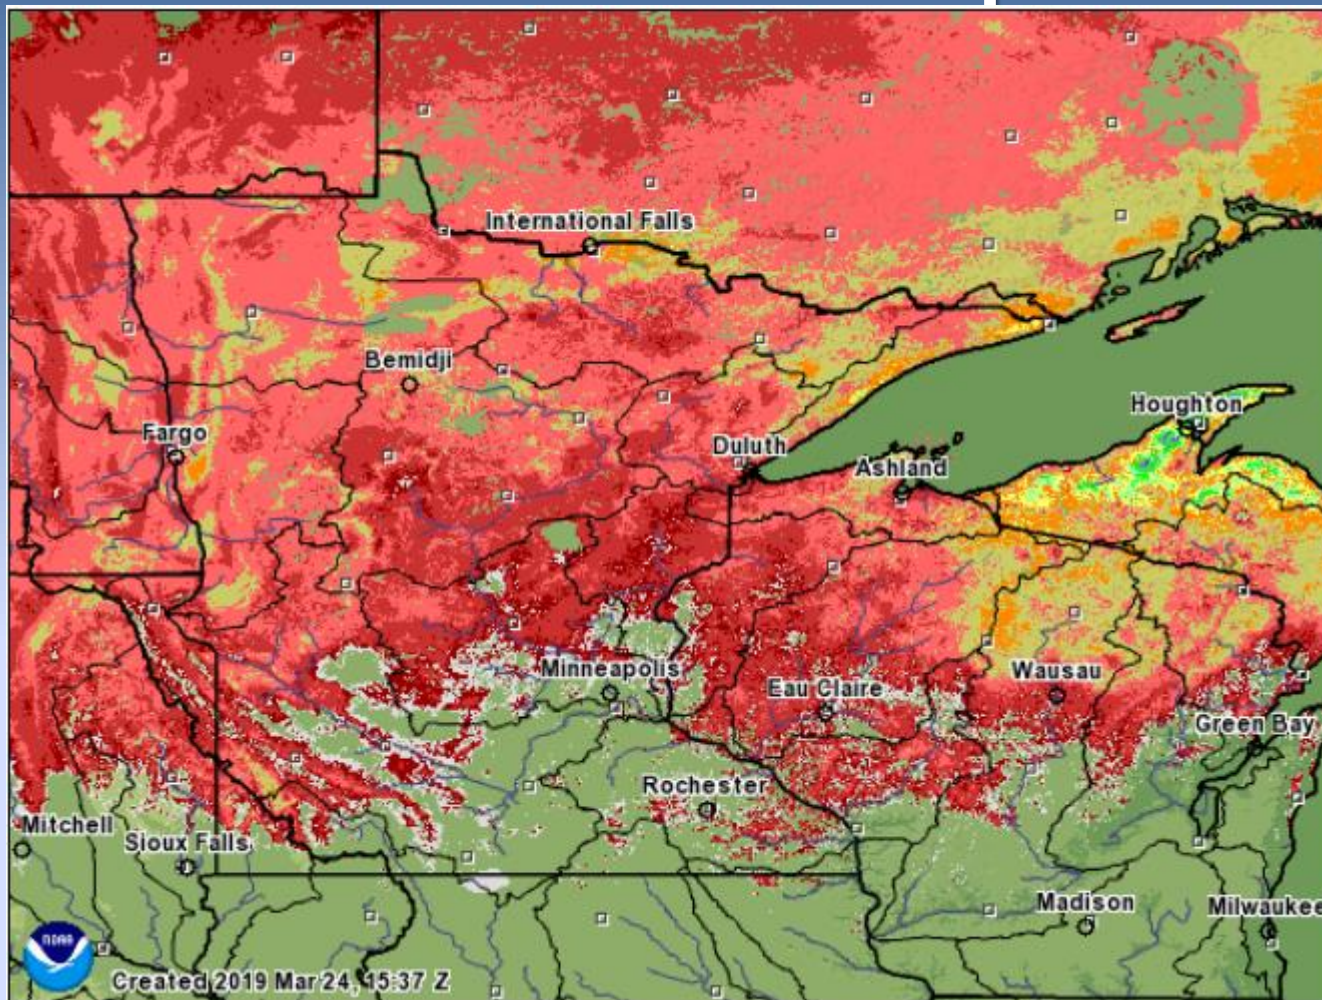 International Falls
Bemidji
Houghton
Fargo
Duluth
Ashland
Minneapolis
Wausau
Eau Claire
Green Bay
Rochester
Mitchell
Sioux Falls
Madison
Milwaukee
NOAA
Created 2019 Mar 24, 15:37 Z